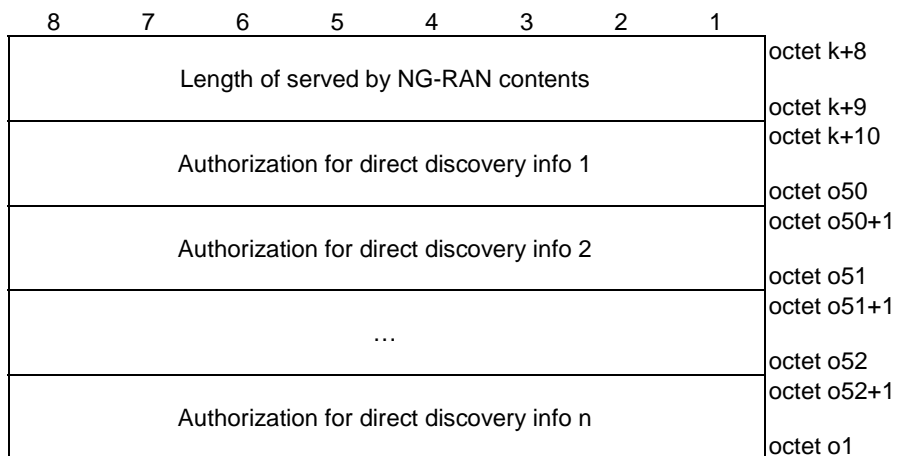 8 7 6 5 4 3 2 1
octet k+8
Length of served by NG-RAN contents
octet k+9
octet k+10
Authorization for direct discovery info 1
octet o50
octet o50+1
Authorization for direct discovery info 2
octet o51
octet o51+1
…
octet o52
octet o52+1
Authorization for direct discovery info n
octet o1